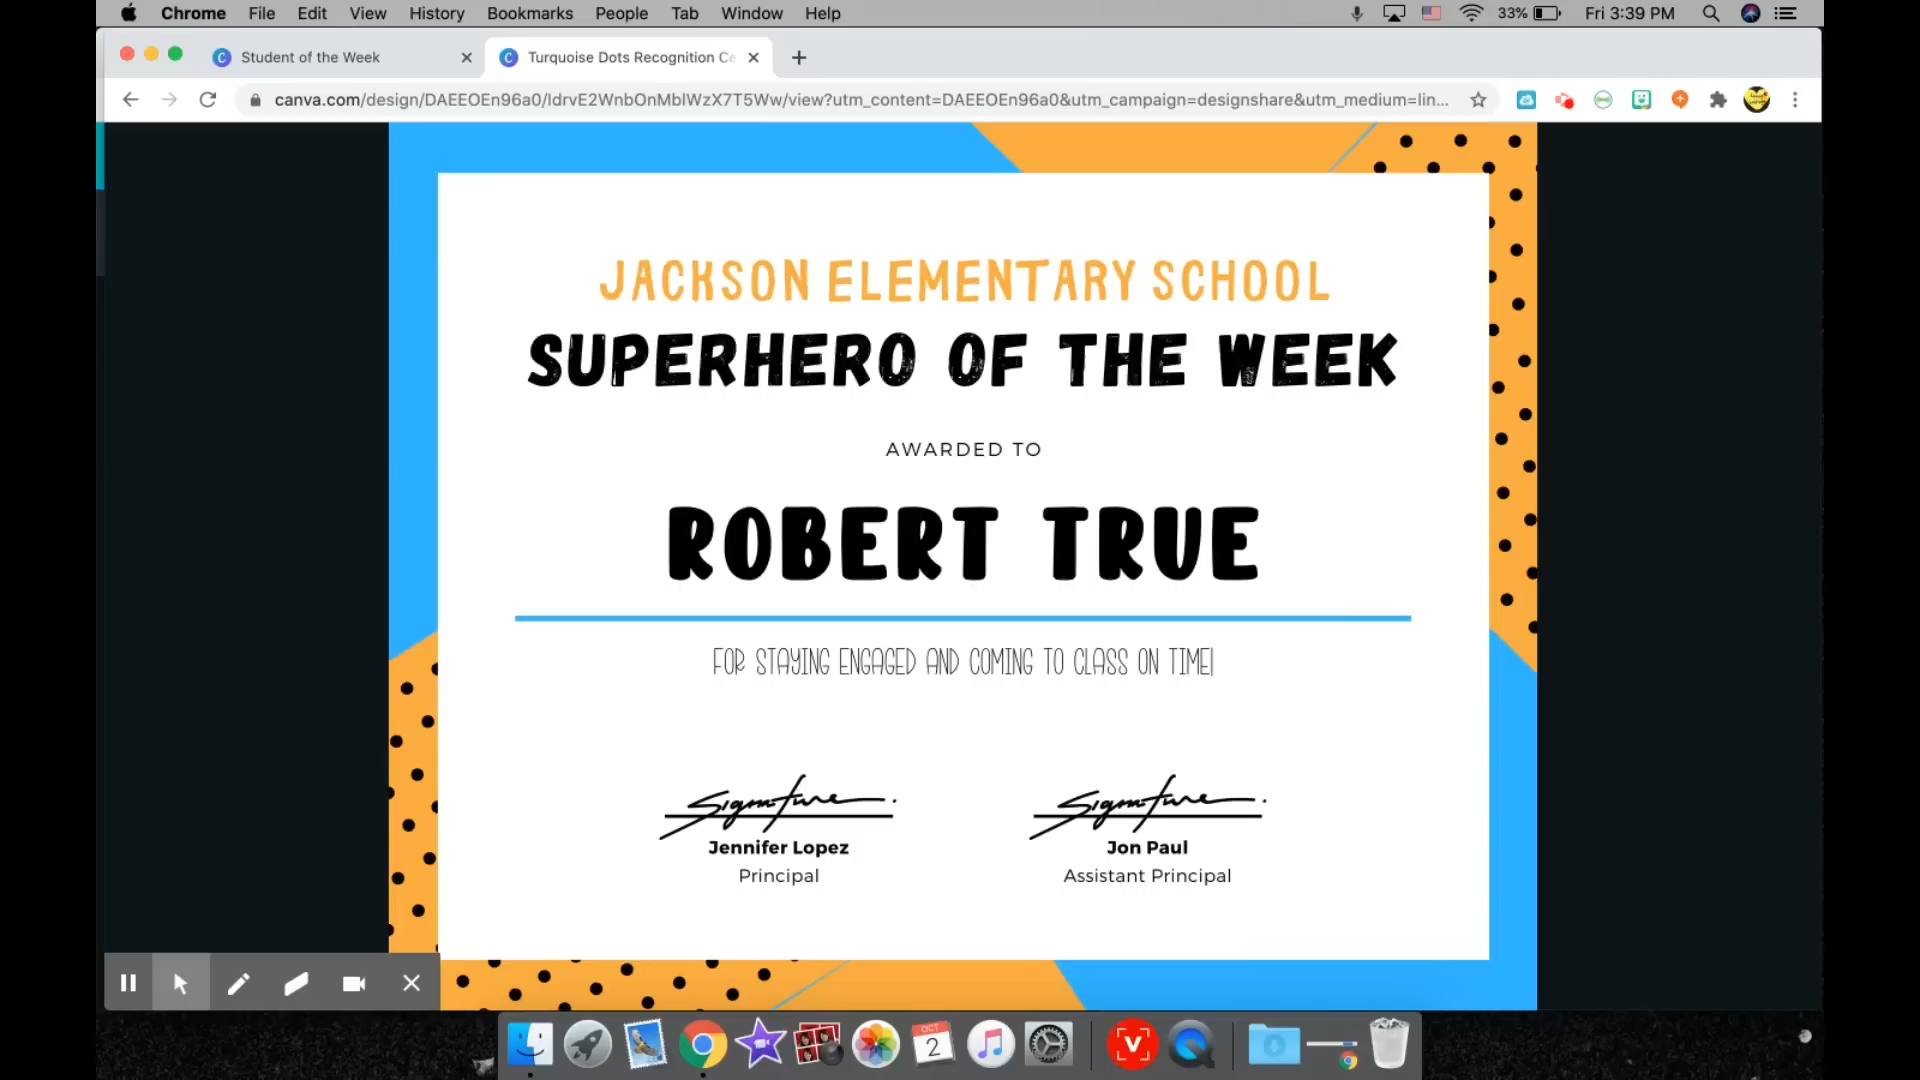 Chrome File Edit View History Bookmarks People Tab Window Help 33% Fri 3:39 PM
Student of the Week Turquoise Dots Recognition Ce
canva.com/design/DAEEOEn96a0/IdrvE2WnbOnMblWzX7T5Ww/view?utm_content=DAEEOEn96a0&utm_campaign=designshare&utm_medium=lin...
JACKSON ELEMENTARY SCHOOL
SUPERHERO OF THE WEEK
AWARDED TO
ROBERT TRUE
FOR STAYING ENGAGED AND COMING TO CLASS ON TIME!
Signature Signature
Jennifer Lopez Jon Paul
Principal Assistant Principal
OCT
2